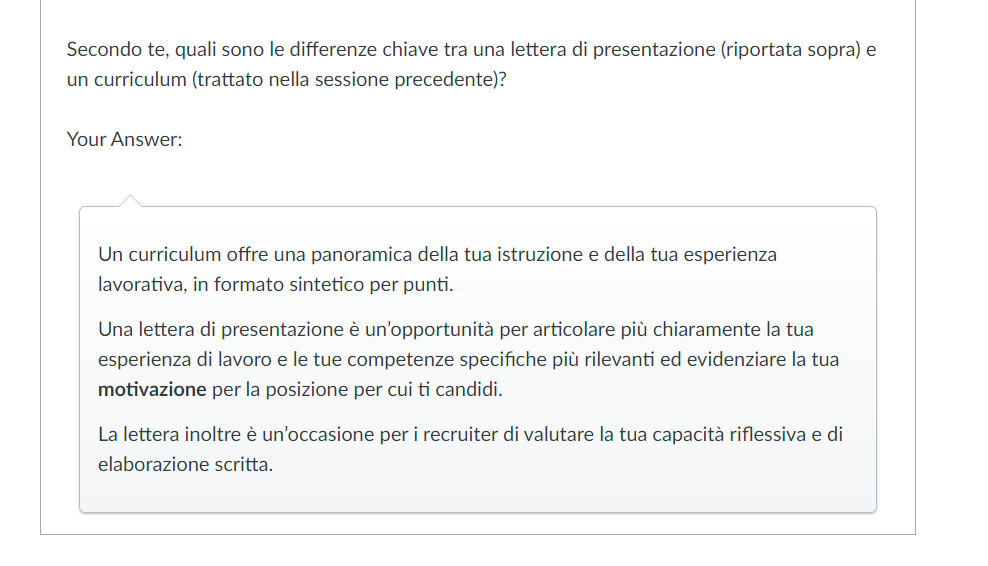 Secondo te, quali sono le differenze chiave tra una lettera di presentazione (riportata sopra) e
un curriculum (trattato nella sessione precedente)?
Your Answer:
Un curriculum offre una panoramica della tua istruzione e della tua esperienza
lavorativa, in formato sintetico per punti.
Una lettera di presentazione è un’opportunità per articolare più chiaramente la tua
esperienza di lavoro e le tue competenze specifiche più rilevanti ed evidenziare la tua
motivazione per la posizione per cui ti candidi.
La lettera inoltre è un’occasione per i recruiter di valutare la tua capacità riflessiva e di
elaborazione scritta.